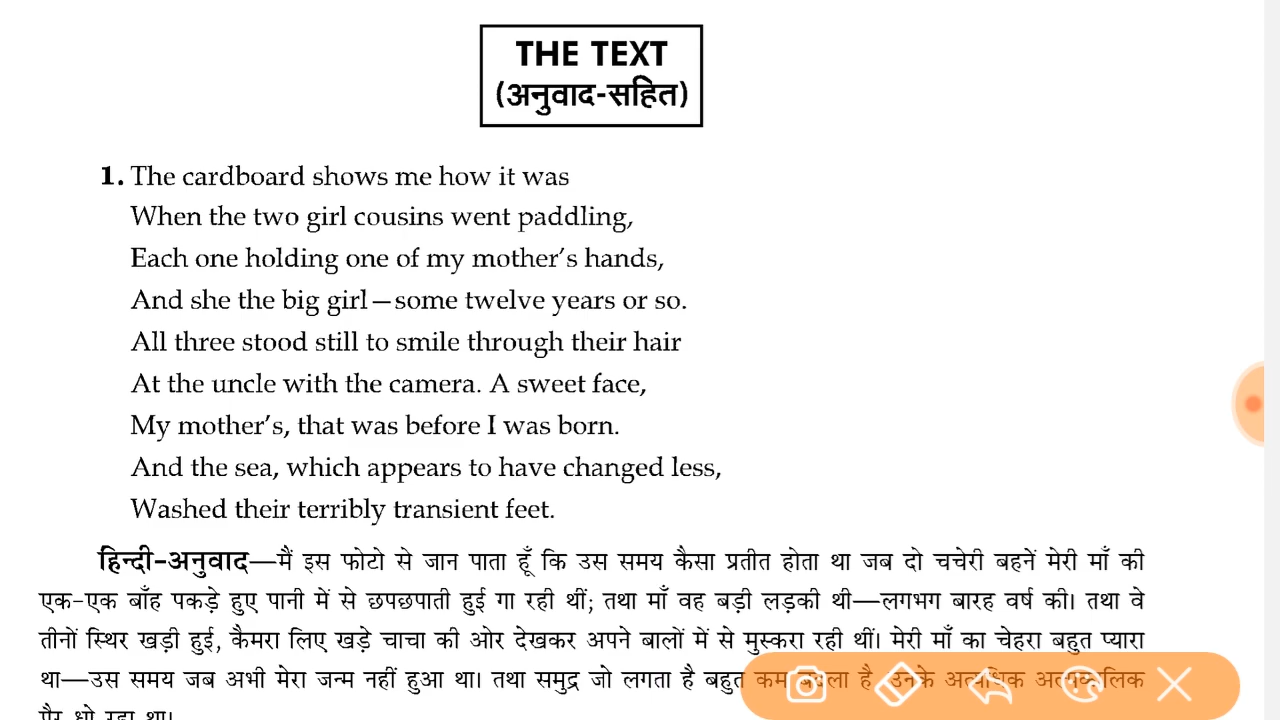 THE TEXT
(अनुवाद-सहित)
1. The cardboard shows me how it was
When the two girl cousins went paddling,
Each one holding one of my mother's hands,
And she the big girl—some twelve years or so.
All three stood still to smile through their hair
At the uncle with the camera. A sweet face,
My mother's, that was before I was born.
And the sea, which appears to have changed less,
Washed their terribly transient feet.
हिन्दी-अनुवाद—मैं इस फोटो से जान पाता हूँ कि उस समय कैसा प्रतीत होता था जब दो चचेरी बहनें मेरी माँ की
एक-एक बाँह पकड़े हुए पानी में से छपछपाती हुई गा रही थीं; तथा माँ वह बड़ी लड़की थी—लगभग बारह वर्ष की। तथा वे
तीनों स्थिर खड़ी हुई, कैमरा लिए खड़े चाचा की ओर देखकर अपने बालों में से मुस्करा रही थीं। मेरी माँ का चेहरा बहुत प्यारा
था—उस समय जब अभी मेरा जन्म नहीं हुआ था। तथा समुद्र जो लगता है बहुत कम बदला है उनके अत्यधिक
पैर धो रहा था।